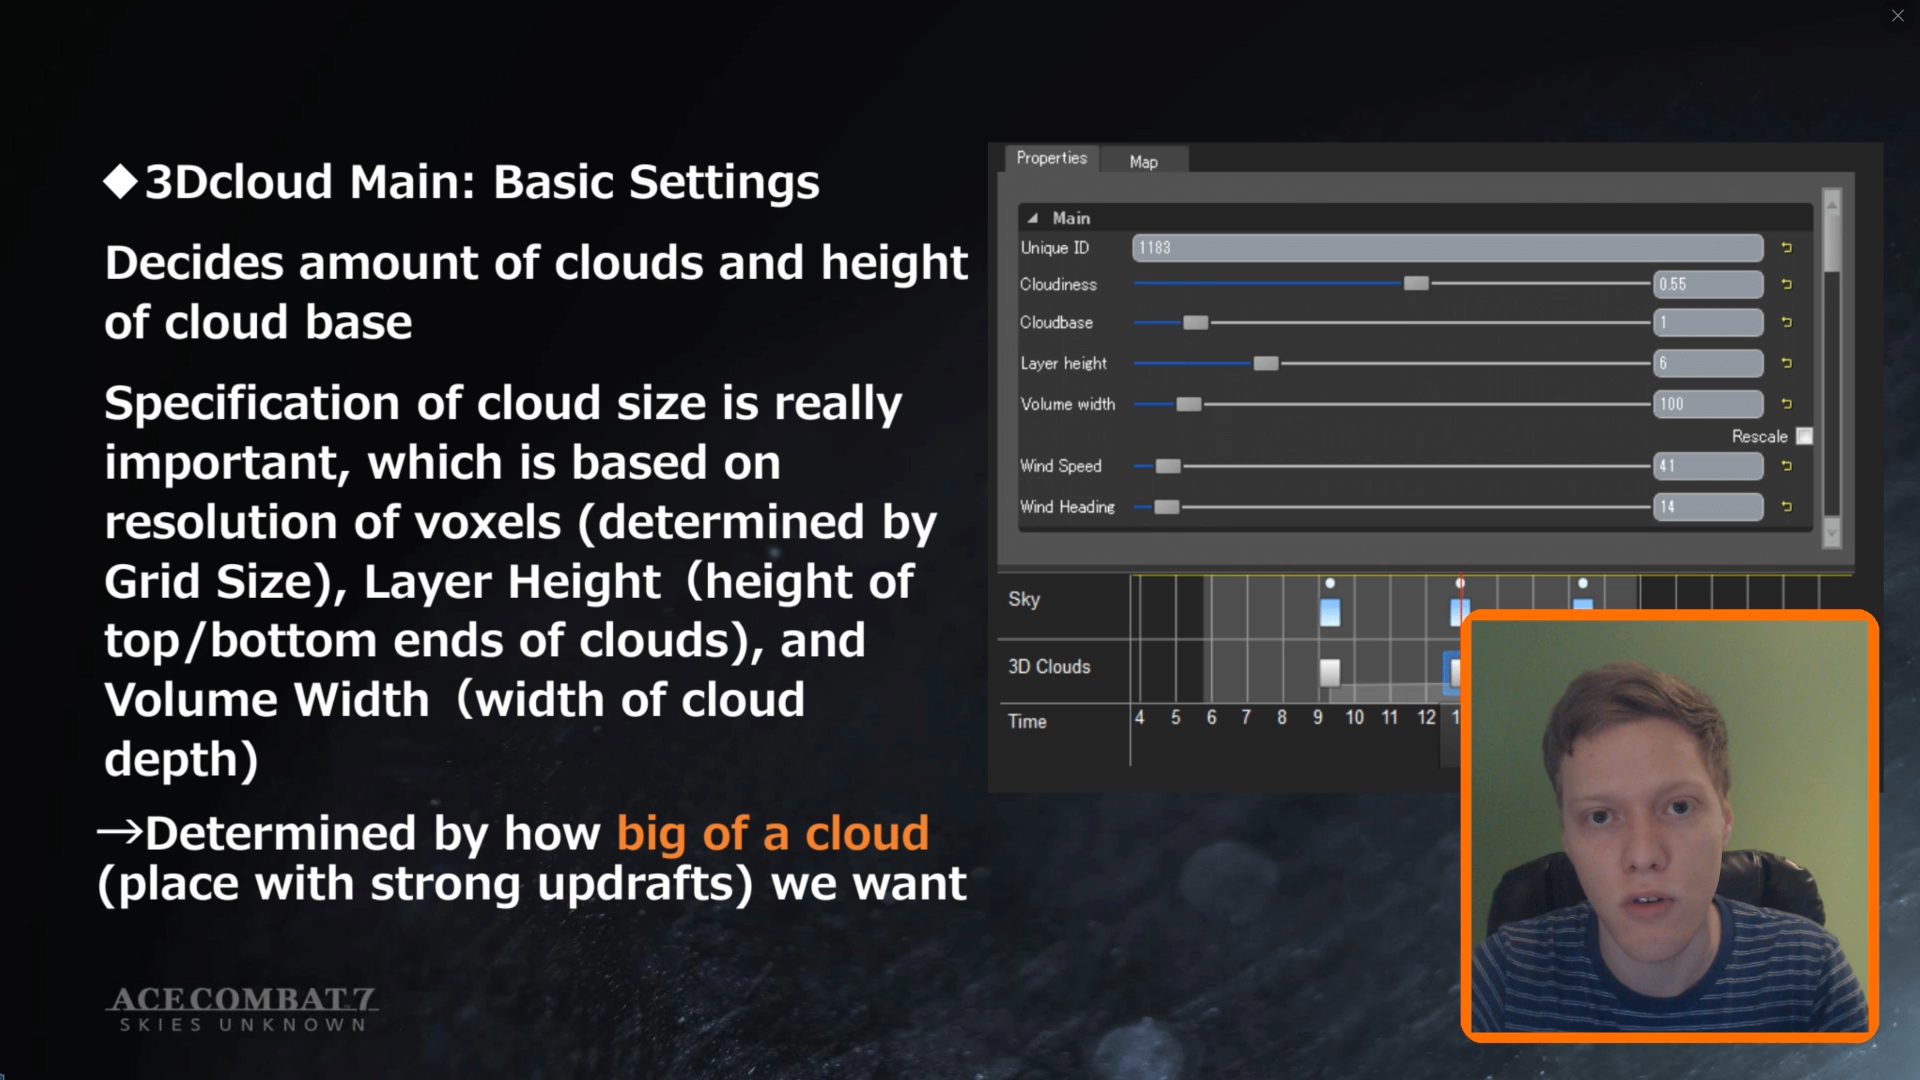 ◆3Dcloud Main: Basic Settings
Decides amount of clouds and height
of cloud base
Specification of cloud size is really
important, which is based on
resolution of voxels (determined by
Grid Size), Layer Height（height of
top/bottom ends of clouds), and
Volume Width（width of cloud
depth)
→Determined by how big of a cloud
(place with strong updrafts) we want
ACE COMBAT 7
SKIES UNKNOWN
Properties Map
Main
Unique ID 1183
Cloudiness 0.55
Cloudbase 1
Layer height 6
Volume width 100
Rescale
Wind Speed 41
Wind Heading 14
Sky
3D Clouds
Time 4 5 6 7 8 9 10 11 12